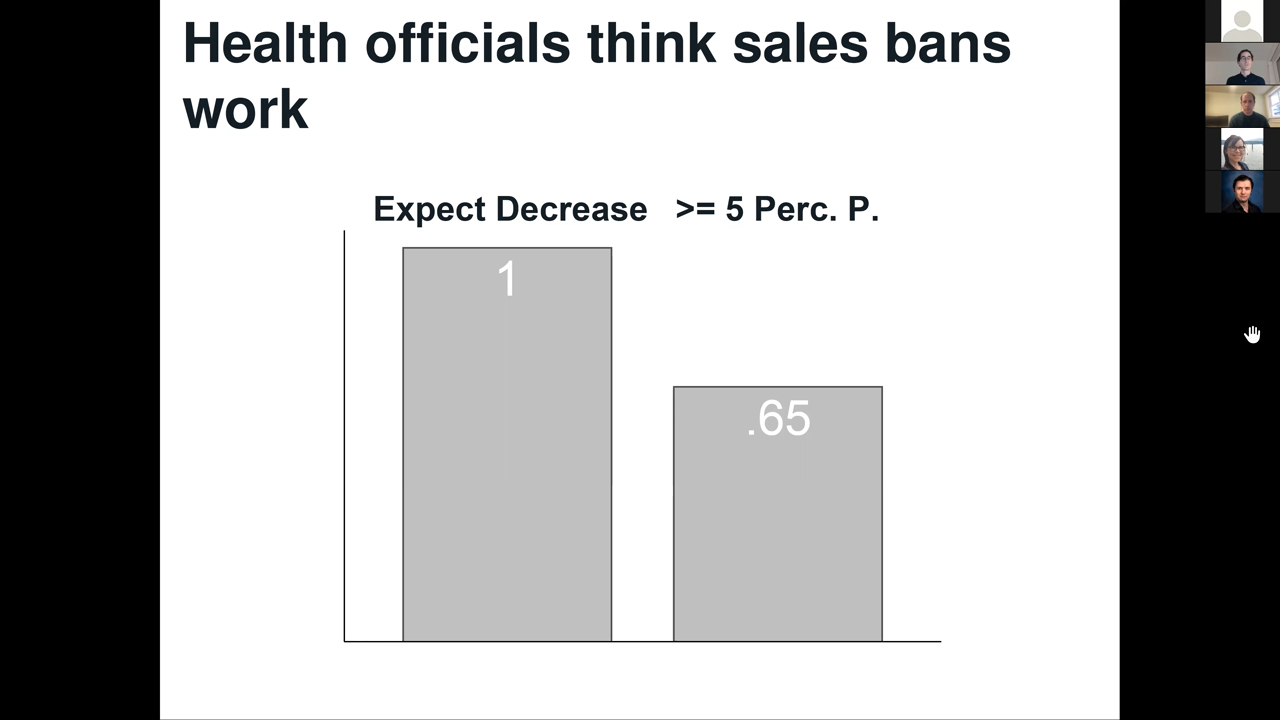 Health officials think sales bans
work
Expect Decrease >= 5 Perc. P.
1
.65